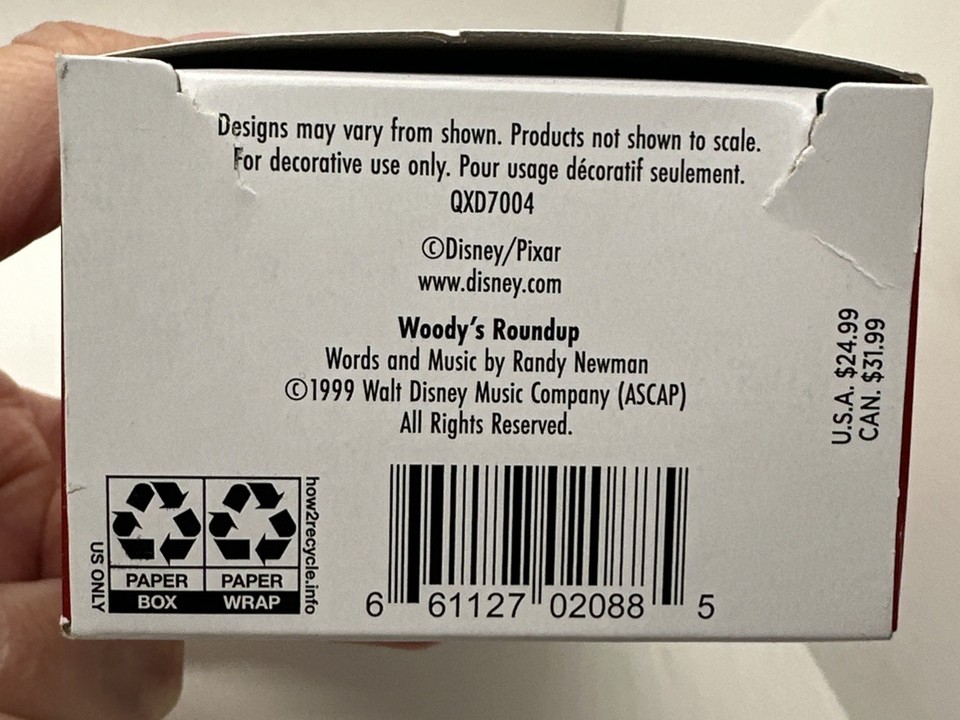 Designs may vary from shown. Products not shown to scale.
For decorative use only. Pour usage décoratif seulement.
QXD7004
©Disney/Pixar
www.disney.com
Woody's Roundup
Words and Music by Randy Newman
©1999 Walt Disney Music Company (ASCAP)
All Rights Reserved.
U.S.A. $24.99
CAN. $31.99
US ONLY
PAPER PAPER
BOX WRAP
how2recycle.info
6 61127 02088 5